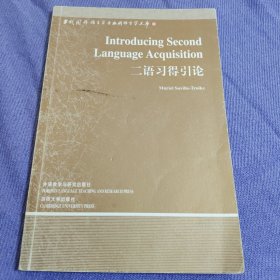 Introducing Second
Language Acquisition
二语习得引论
Muriel Saville-Troike
外语教学与研究出版社
FOREIGN LANGUAGE TEACHING AND RESEARCH PRESS
剑桥大学出版社
CAMBRIDGE UNIVERSITY PRESS